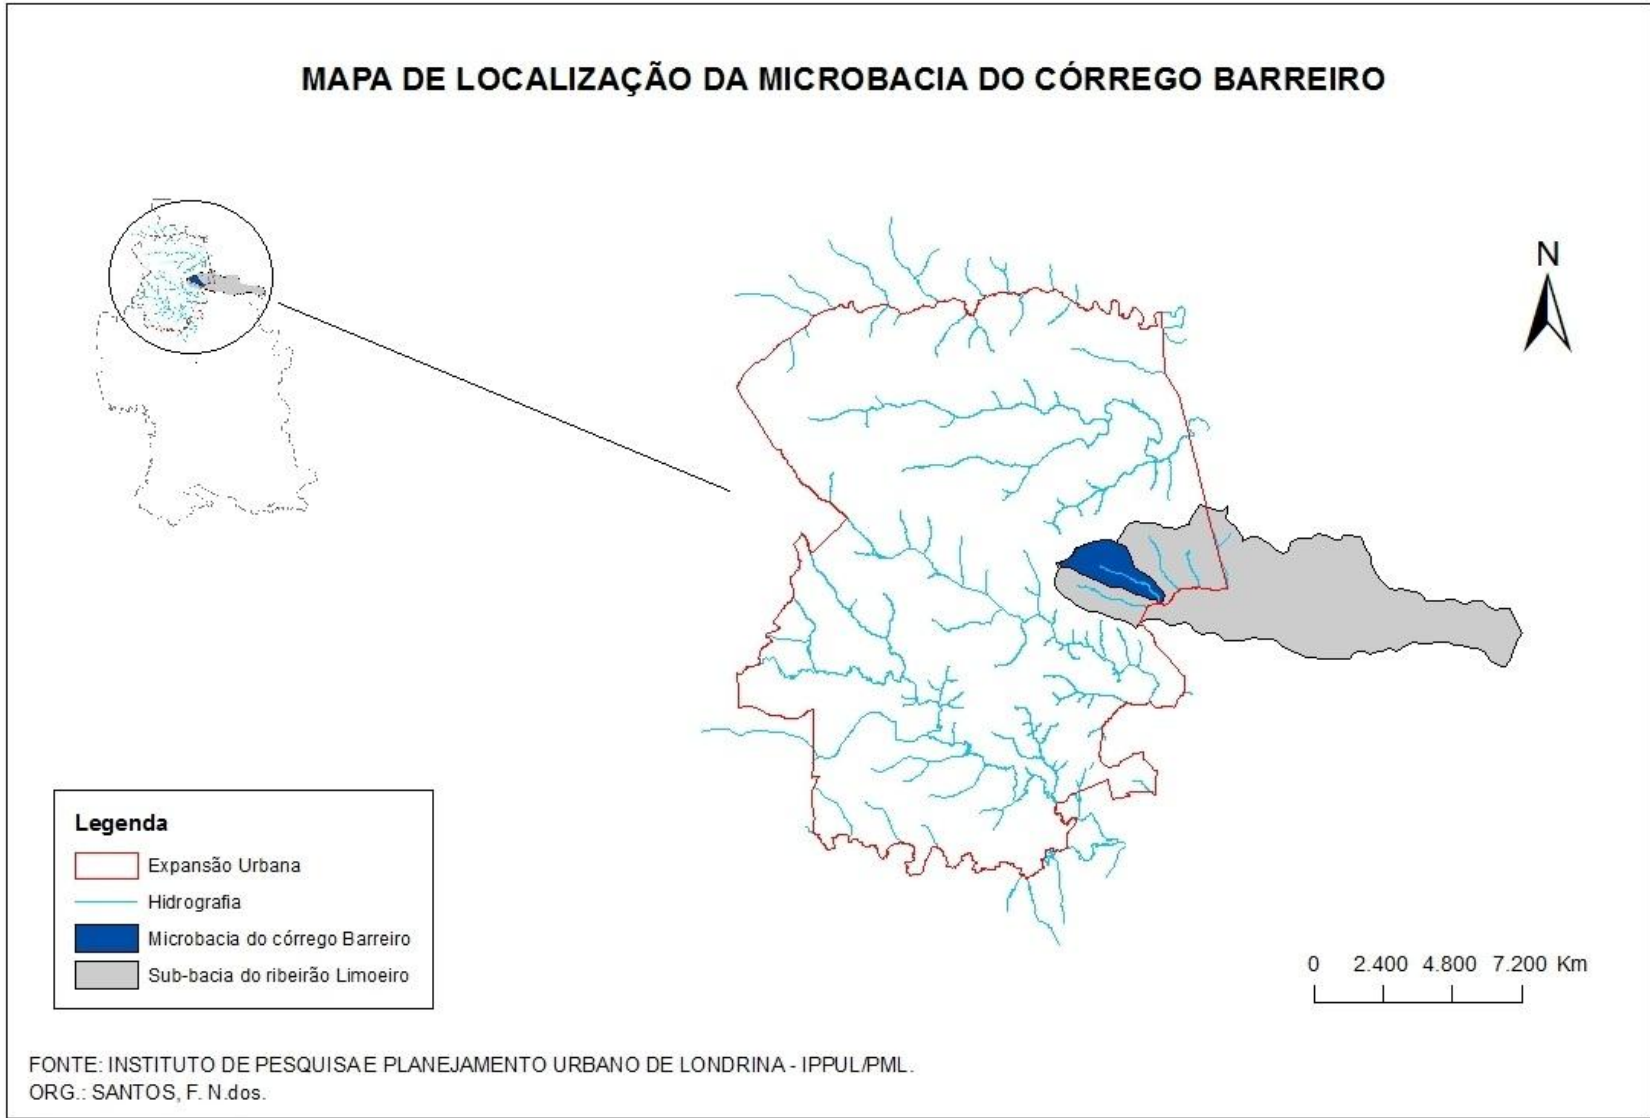 MAPA DE LOCALIZAÇÃO DA MICROBACIA DO CÓRREGO BARREIRO
N
Legenda
Expansão Urbana
Hidrografia
Microbacia do córrego Barreiro
Sub-bacia do ribeirão Limoeiro
0 2.400 4.800 7.200 Km
FONTE: INSTITUTO DE PESQUISA E PLANEJAMENTO URBANO DE LONDRINA - IPPUL/PML.
ORG.: SANTOS, F. N.dos.